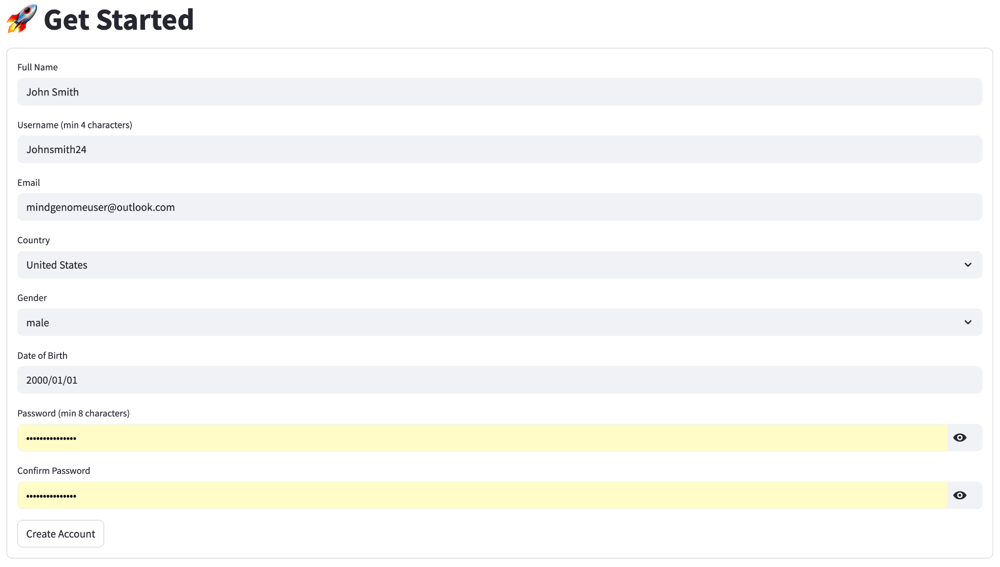 🚀 Get Started
Full Name
John Smith
Username (min 4 characters)
Johnsmith24
Email
mindgenomeuser@outlook.com
Country
United States
Gender
male
Date of Birth
2000/01/01
Password (min 8 characters)
•••••••••••••••
Confirm Password
•••••••••••••••
Create Account